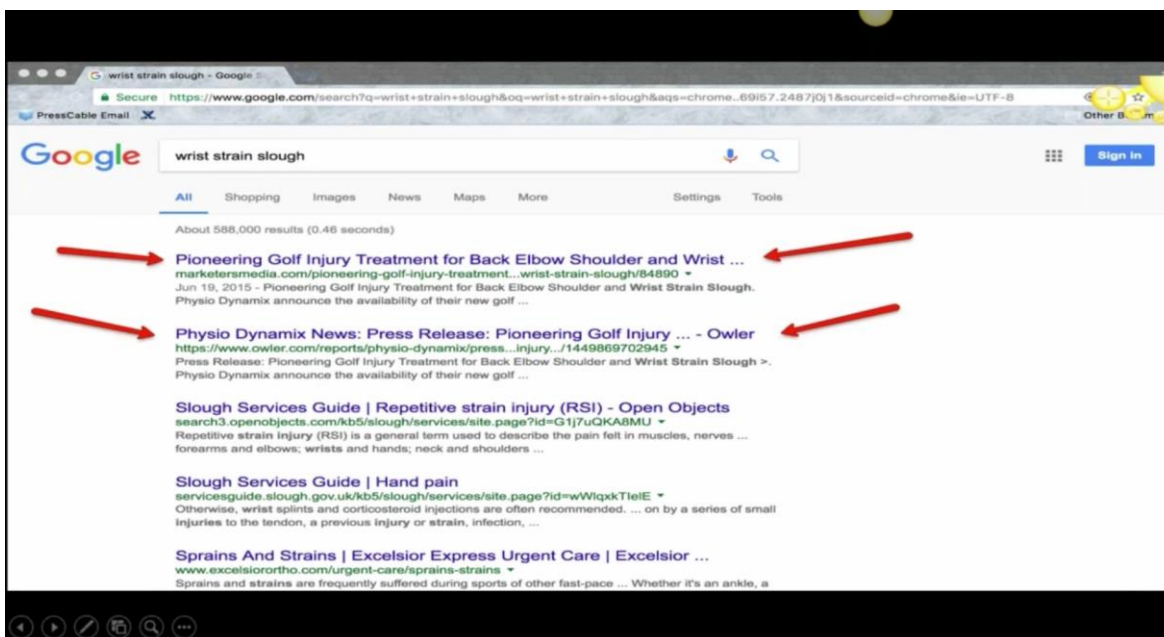 wrist strain slough - Google
Secure https://www.google.com/search?q=wrist+strain+slough&oq=wrist+strain+slough&aqs=chrome..69i57.2487j0j1&sourceid=chrome&ie=UTF-8
PressCable Email Other
Google wrist strain slough Sign in
All Shopping Images News Maps More Settings Tools
About 588,000 results (0.46 seconds)
Pioneering Golf Injury Treatment for Back Elbow Shoulder and Wrist ...
marketersmedia.com/pioneering-golf-injury-treatment...wrist-strain-slough/84890
Jun 19, 2015 - Pioneering Golf Injury Treatment for Back Elbow Shoulder and Wrist Strain Slough.
Physio Dynamix announce the availability of their new golf ...
Physio Dynamix News: Press Release: Pioneering Golf Injury ... - Owler
https://www.owler.com/reports/physio-dynamix/press...injury.../1449869702945
Press Release: Pioneering Golf Injury Treatment for Back Elbow Shoulder and Wrist Strain Slough >.
Physio Dynamix announce the availability of their new golf ...
Slough Services Guide | Repetitive strain injury (RSI) - Open Objects
search3.openobjects.com/kb5/slough/services/site.page?id=G1j7uQKA8MU
Repetitive strain injury (RSI) is a general term used to describe the pain felt in muscles, nerves ...
forearms and elbows; wrists and hands; neck and shoulders ...
Slough Services Guide | Hand pain
servicesguide.slough.gov.uk/kb5/slough/services/site.page?id=wWlqxkTIelE
Otherwise, wrist splints and corticosteroid injections are often recommended. ... on by a series of small
injuries to the tendon, a previous injury or strain, infection, ...
Sprains And Strains | Excelsior Express Urgent Care | Excelsior ...
www.excelsiorortho.com/urgent-care/sprains-strains
Sprains and strains are frequently suffered during sports of other fast-pace ... Whether it's an ankle, a